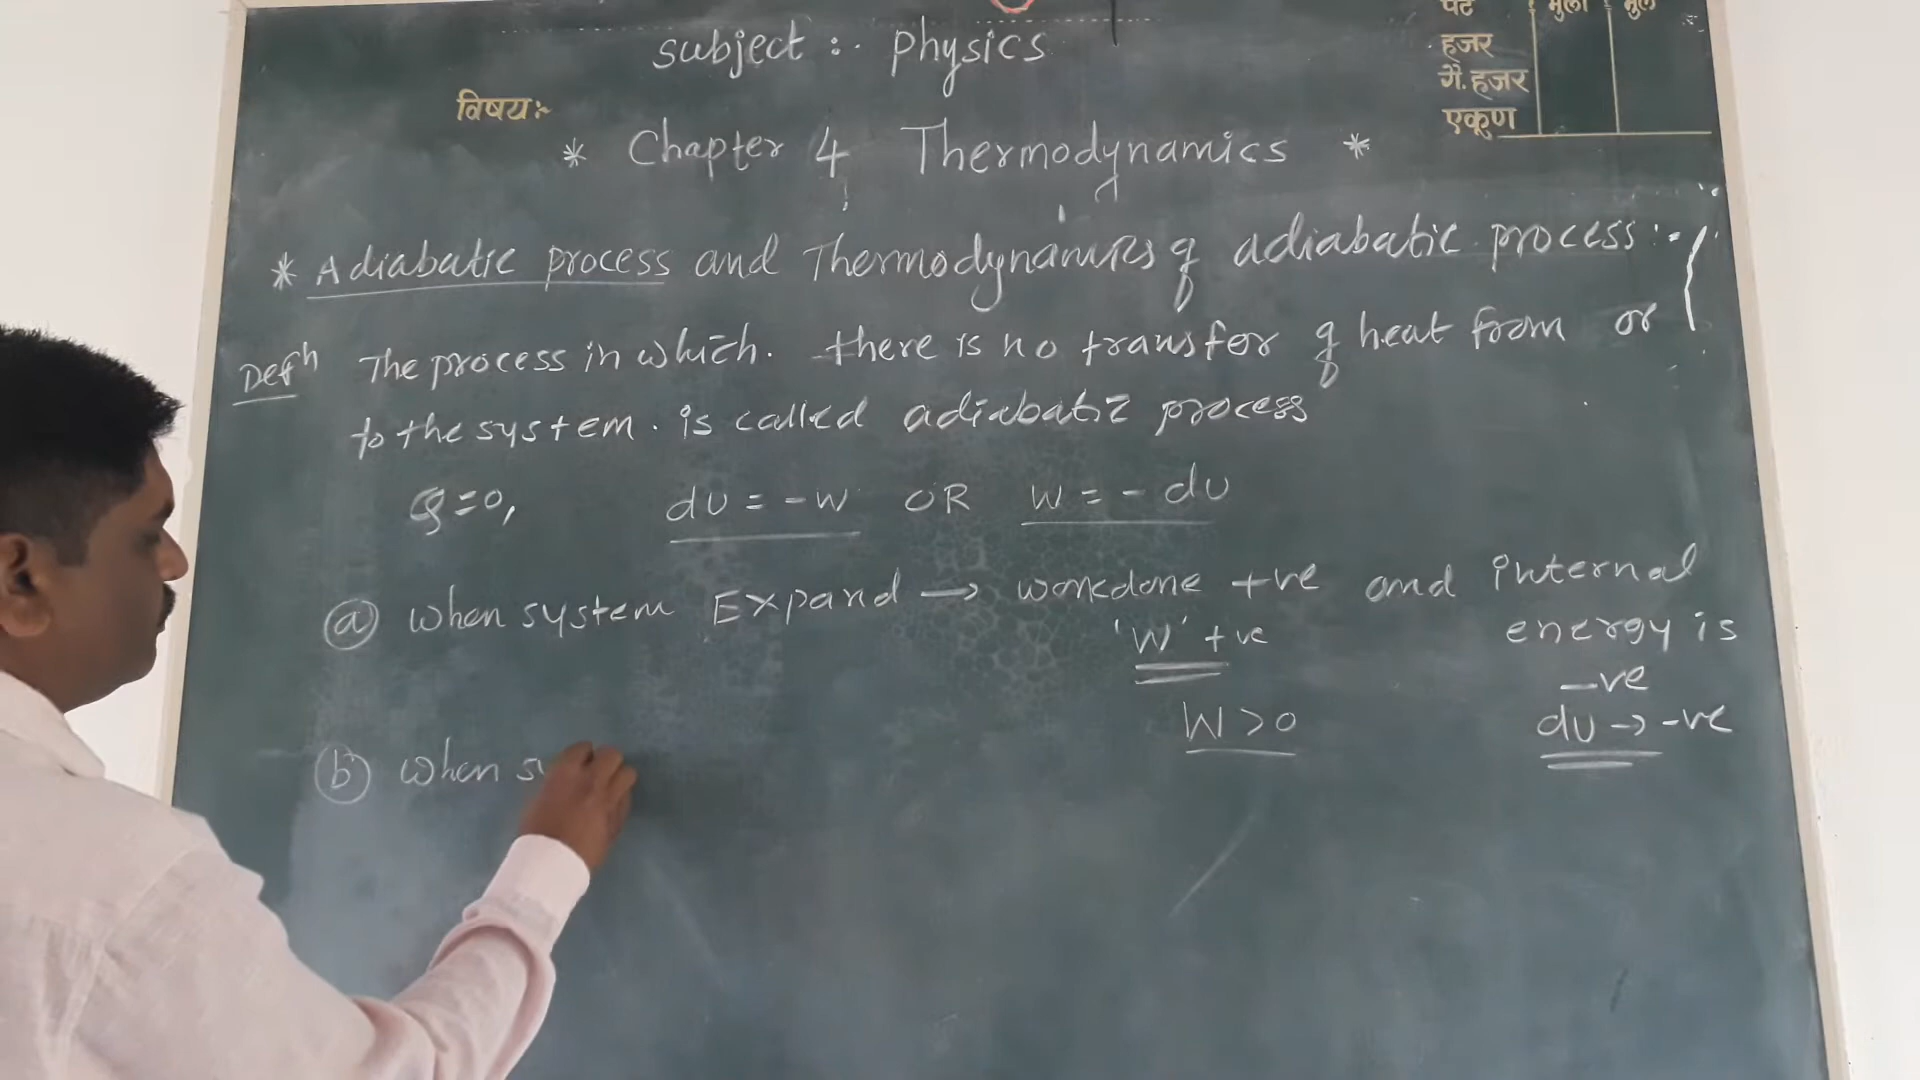 subject :- physics
विषय:-
हजर
गै.हजर
एकूण
* Chapter 4 Thermodynamics *
* Adiabatic process and Thermodynamics of adiabatic process :-
Defn The process in which. there is no transfor of heat from or
to the system. is called adiabatic process
Q=0, dU = -W OR W = - dU
(a) when system Expand → workdone +ve and internal
'W' +ve energy is
-ve
W > 0 dU → -ve
(b) when sy